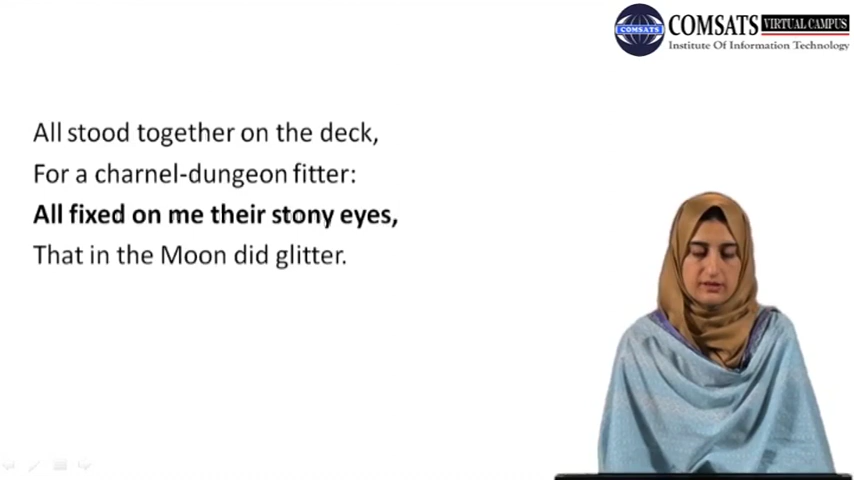 COMSATS VIRTUAL CAMPUS
COMSATS
Institute Of Information Technology
All stood together on the deck,
For a charnel-dungeon fitter:
All fixed on me their stony eyes,
That in the Moon did glitter.